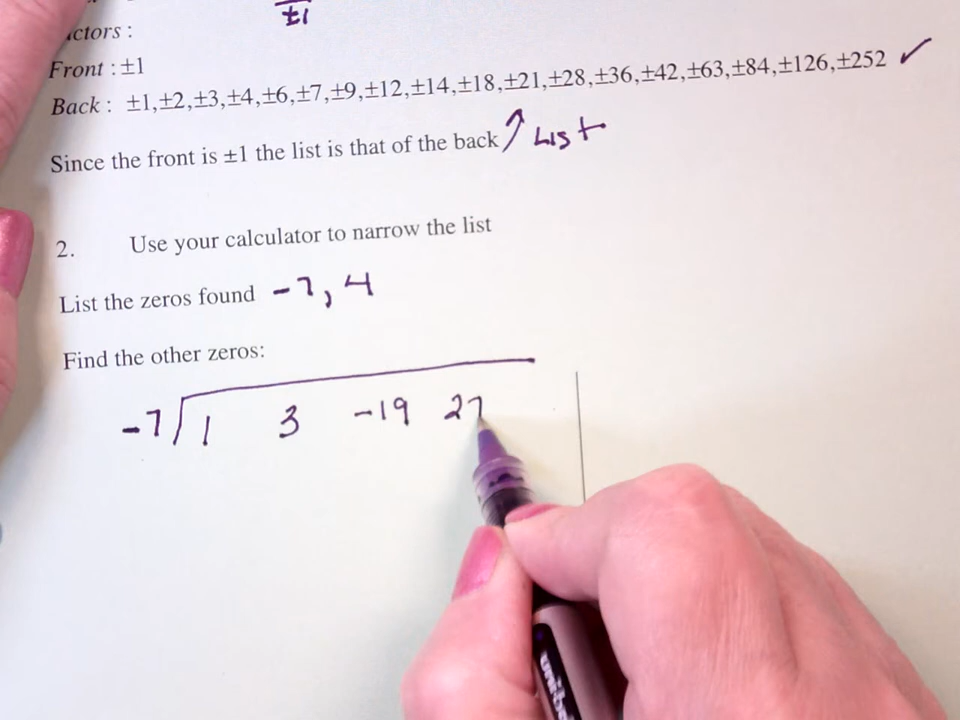 ±1
ctors :
Front : ±1
Back : ±1,±2,±3,±4,±6,±7,±9,±12,±14,±18,±21,±28,±36,±42,±63,±84,±126,±252 ✓
Since the front is ±1 the list is that of the back List
2. Use your calculator to narrow the list
List the zeros found -7, 4
Find the other zeros:
-7 1 3 -19 27